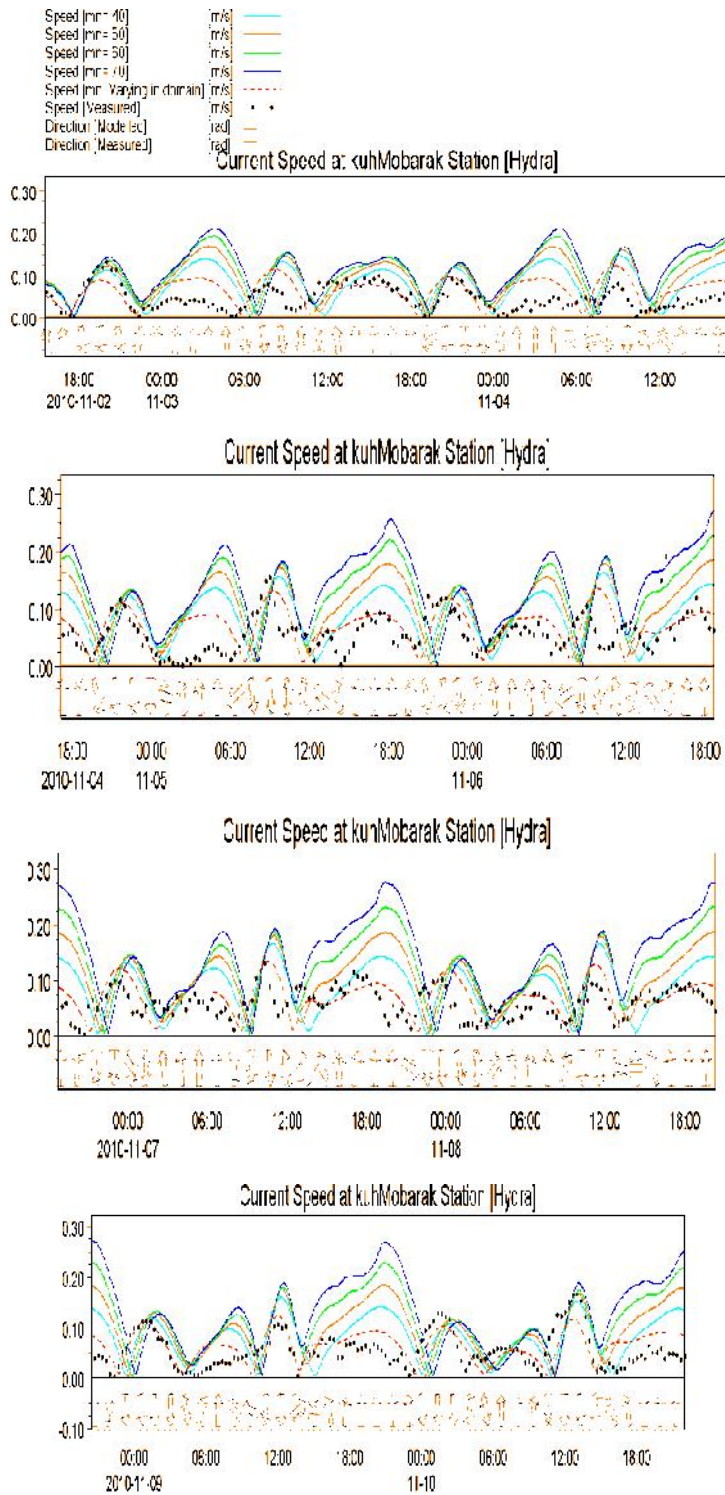 Speed [mn= 40] [m/s]
Speed [mn= 50] [m/s]
Speed [mn= 60] [m/s]
Speed [mn= 70] [m/s]
Speed [mn Varying in domain] [m/s]
Speed [Measured] [m/s]
Direction [Modelled] [rad]
Direction [Measured] [rad]
Current Speed at kuhMobarak Station [Hydra]
0.30
0.20
0.10
0.00
18:00 00:00 06:00 12:00 18:00 00:00 06:00 12:00
2010-11-02 11-03 11-04
Current Speed at kuhMobarak Station [Hydra]
0.30
0.20
0.10
0.00
18:00 00:00 06:00 12:00 18:00 00:00 06:00 12:00 18:00
2010-11-04 11-05 11-06
Current Speed at kuhMobarak Station [Hydra]
0.30
0.20
0.10
0.00
00:00 06:00 12:00 18:00 00:00 06:00 12:00 18:00
2010-11-07 11-08
Current Speed at kuhMobarak Station [Hydra]
0.30
0.20
0.10
0.00
-0.10
00:00 06:00 12:00 18:00 00:00 06:00 12:00 18:00
2010-11-09 11-10